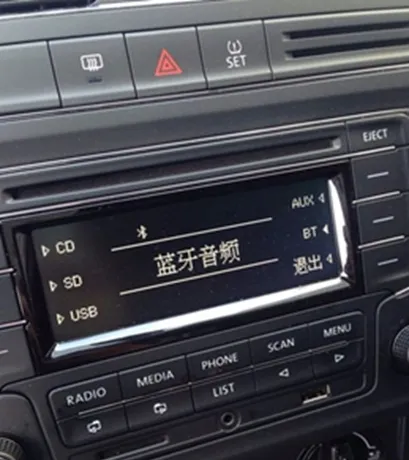 SET
EJECT
CD
AUX
蓝牙音频
SD
BT
USB
退出
RADIO
MEDIA
PHONE
SCAN
MENU
LIST